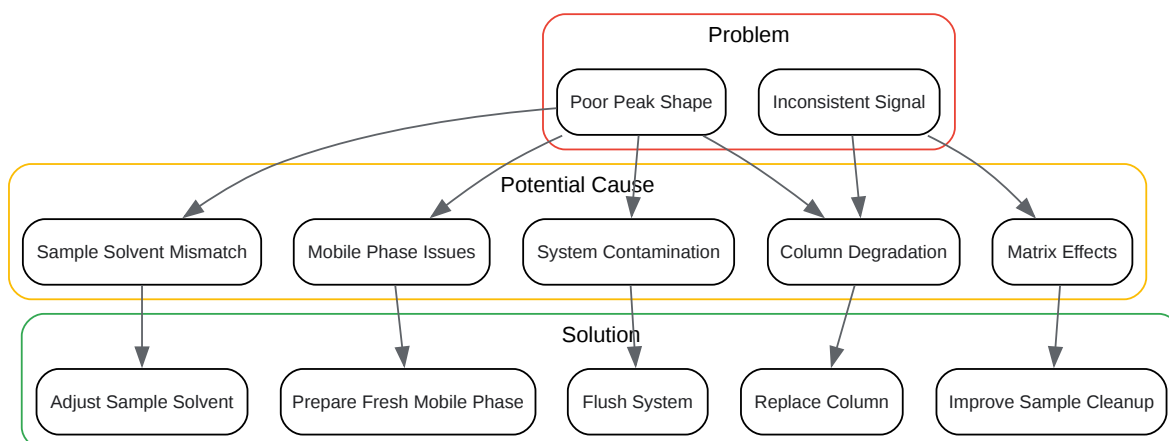 Problem
Poor Peak Shape
Inconsistent Signal
Potential Cause
Sample Solvent Mismatch
Mobile Phase Issues
System Contamination
Column Degradation
Matrix Effects
Solution
Adjust Sample Solvent
Prepare Fresh Mobile Phase
Flush System
Replace Column
Improve Sample Cleanup